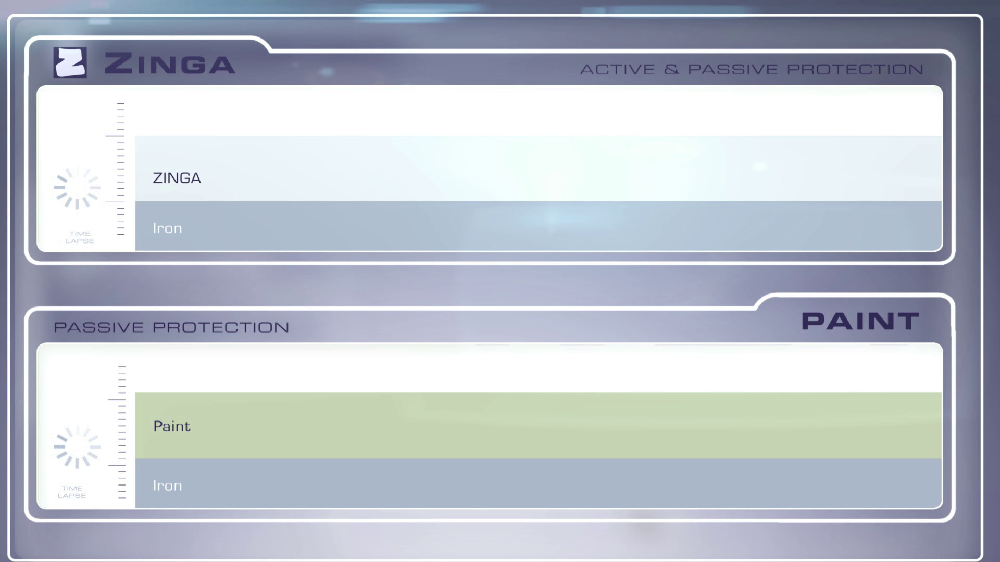 Z ZINGA
ACTIVE & PASSIVE PROTECTION
ZINGA
Iron
TIME
LAPSE
PASSIVE PROTECTION
PAINT
Paint
Iron
TIME
LAPSE